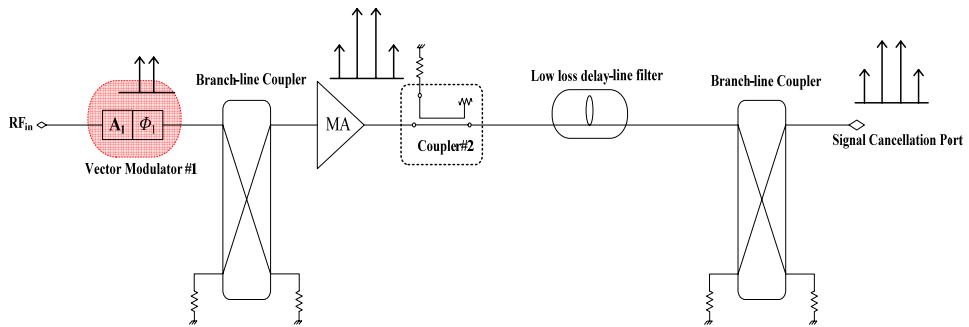 Branch-line Coupler
Low loss delay-line filter
Branch-line Coupler
RFin
A1
Φ1
MA
Coupler#2
Signal Cancellation Port
Vector Modulator #1